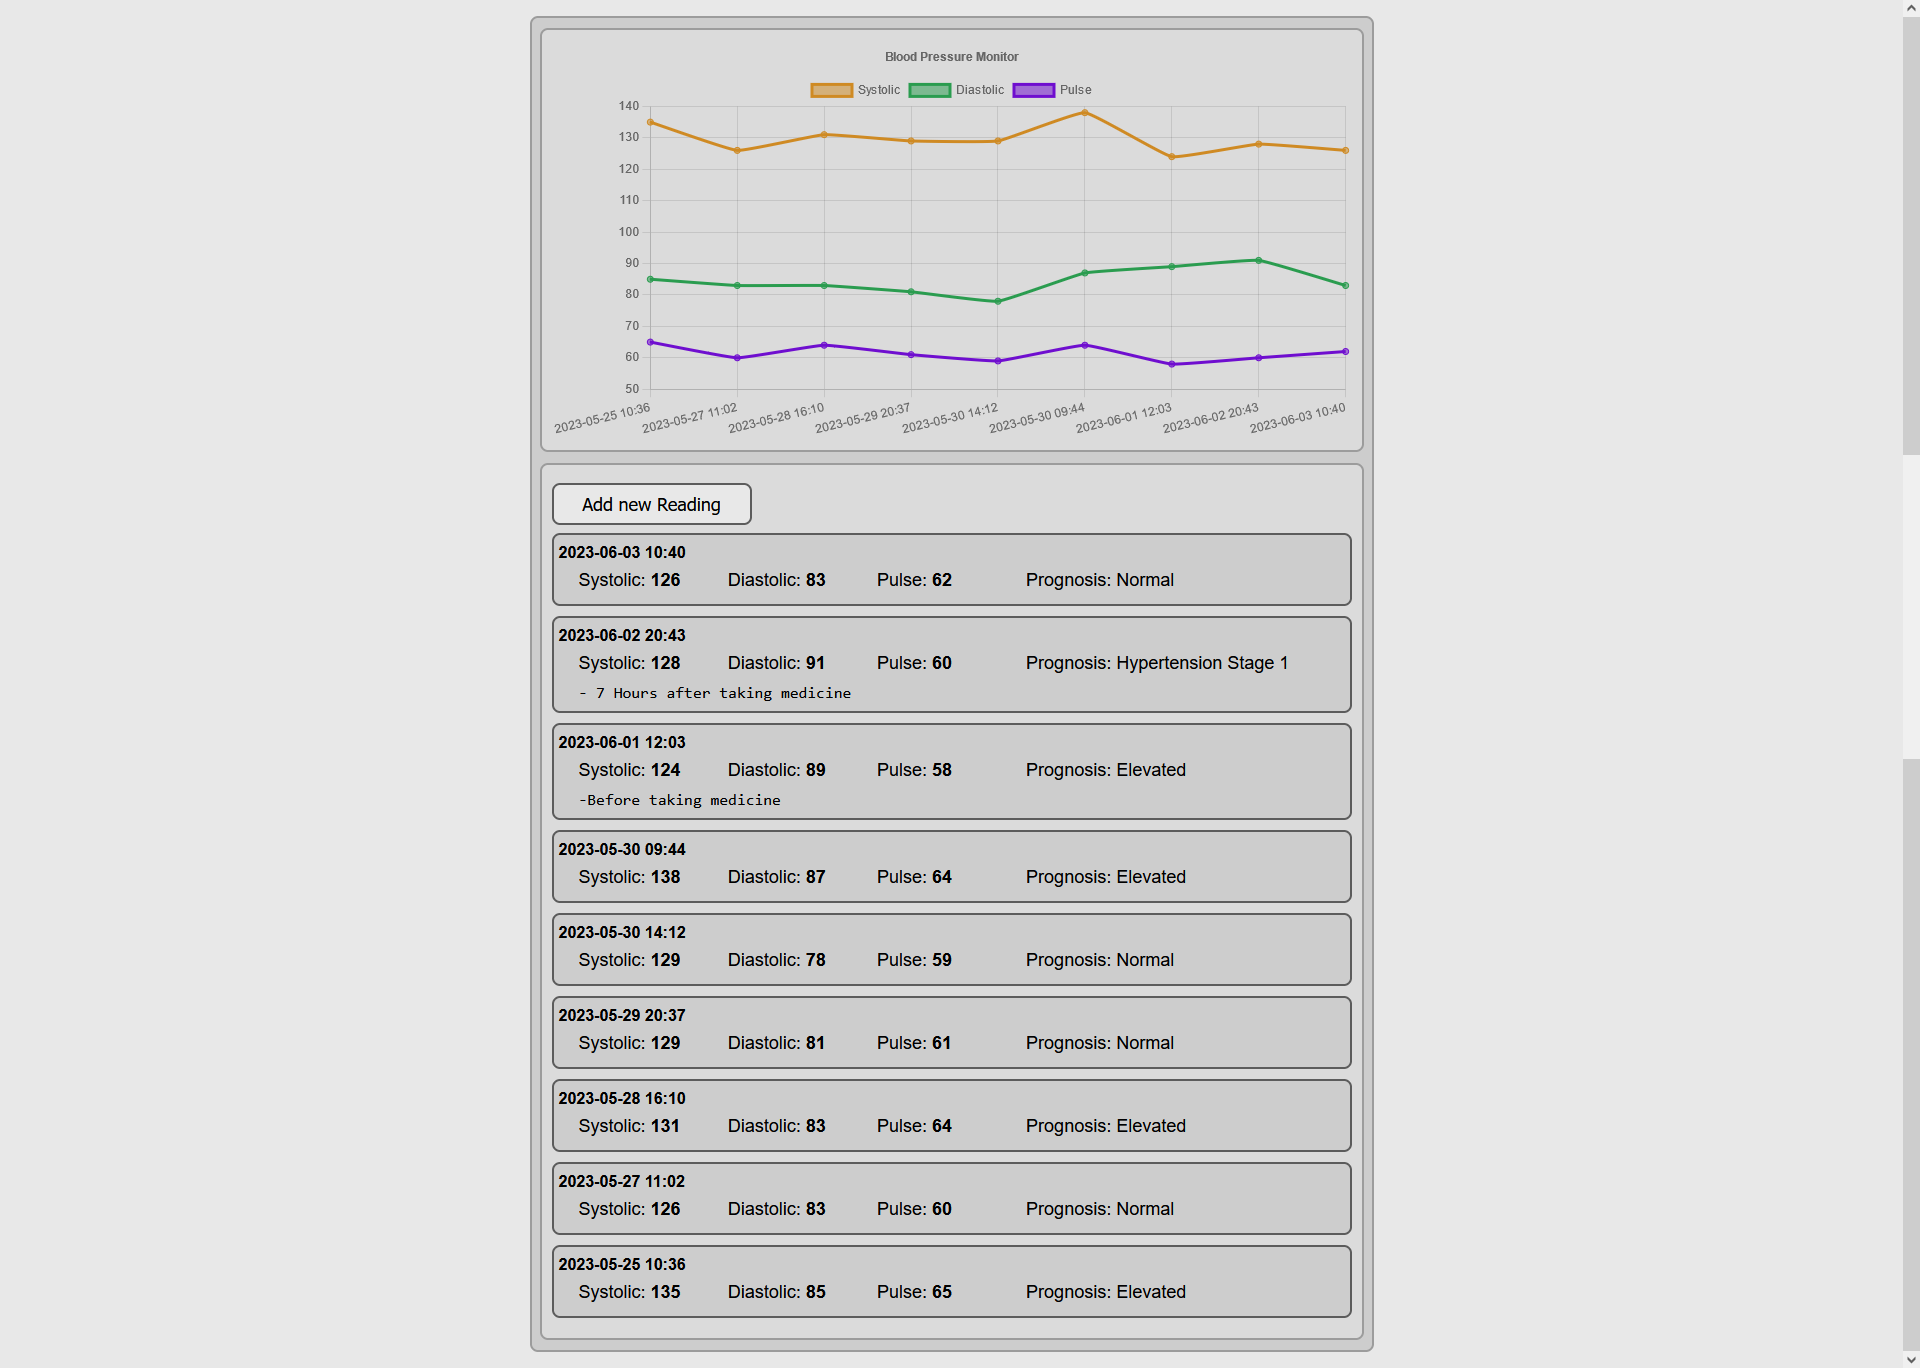 Blood Pressure Monitor
Systolic Diastolic Pulse
140
130
120
110
100
90
80
70
60
50
2023-05-25 10:36 2023-05-27 11:02 2023-05-28 16:10 2023-05-29 20:37 2023-05-30 14:12 2023-05-30 09:44 2023-06-01 12:03 2023-06-02 20:43 2023-06-03 10:40
Add new Reading
2023-06-03 10:40
Systolic: 126 Diastolic: 83 Pulse: 62 Prognosis: Normal
2023-06-02 20:43
Systolic: 128 Diastolic: 91 Pulse: 60 Prognosis: Hypertension Stage 1
- 7 Hours after taking medicine
2023-06-01 12:03
Systolic: 124 Diastolic: 89 Pulse: 58 Prognosis: Elevated
-Before taking medicine
2023-05-30 09:44
Systolic: 138 Diastolic: 87 Pulse: 64 Prognosis: Elevated
2023-05-30 14:12
Systolic: 129 Diastolic: 78 Pulse: 59 Prognosis: Normal
2023-05-29 20:37
Systolic: 129 Diastolic: 81 Pulse: 61 Prognosis: Normal
2023-05-28 16:10
Systolic: 131 Diastolic: 83 Pulse: 64 Prognosis: Elevated
2023-05-27 11:02
Systolic: 126 Diastolic: 83 Pulse: 60 Prognosis: Normal
2023-05-25 10:36
Systolic: 135 Diastolic: 85 Pulse: 65 Prognosis: Elevated